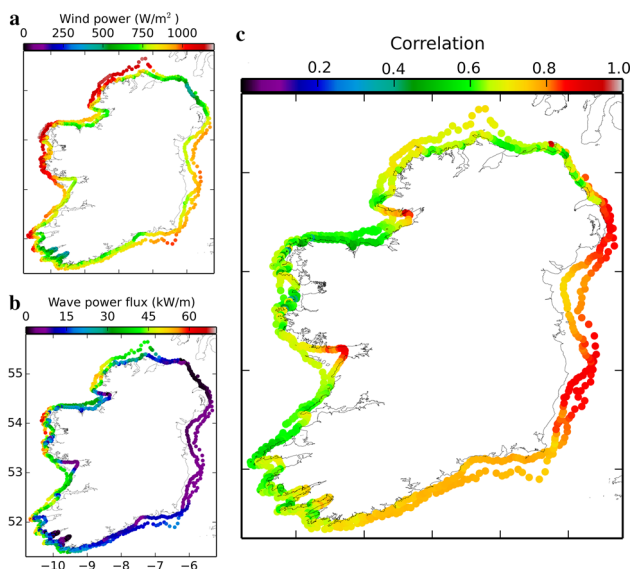 a
Wind power (W/m²)
0 250 500 750 1000
b
Wave power flux (kW/m)
0 15 30 45 60
55
54
53
52
−10 −9 −8 −7 −6
c
Correlation
0.2 0.4 0.6 0.8 1.0